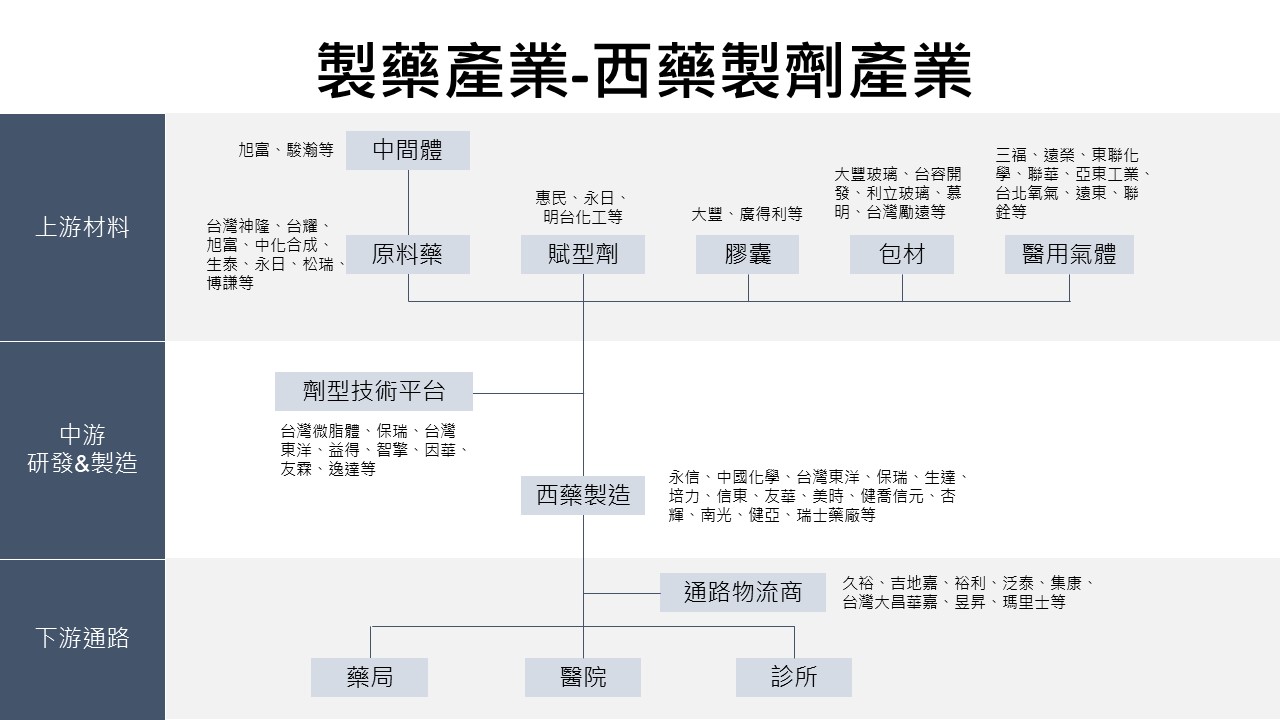 製藥產業-西藥製劑產業
上游材料
旭富、駿瀚等
中間體
台灣神隆、台耀、
旭富、中化合成、
生泰、永日、松瑞、
博謙等
原料藥
惠民、永日、
明台化工等
賦型劑
大豐、廣得利等
膠囊
大豐玻璃、台容開
發、利立玻璃、慕
明、台灣勵遠等
包材
三福、遠榮、東聯化
學、聯華、亞東工業、
台北氧氣、遠東、聯
銓等
醫用氣體
中游
研發&製造
劑型技術平台
台灣微脂體、保瑞、台灣
東洋、益得、智擎、因華、
友霖、逸達等
西藥製造
永信、中國化學、台灣東洋、保瑞、生達、
培力、信東、友華、美時、健喬信元、杏
輝、南光、健亞、瑞士藥廠等
下游通路
通路物流商
久裕、吉地嘉、裕利、泛泰、集康、
台灣大昌華嘉、昱昇、瑪里士等
藥局
醫院
診所